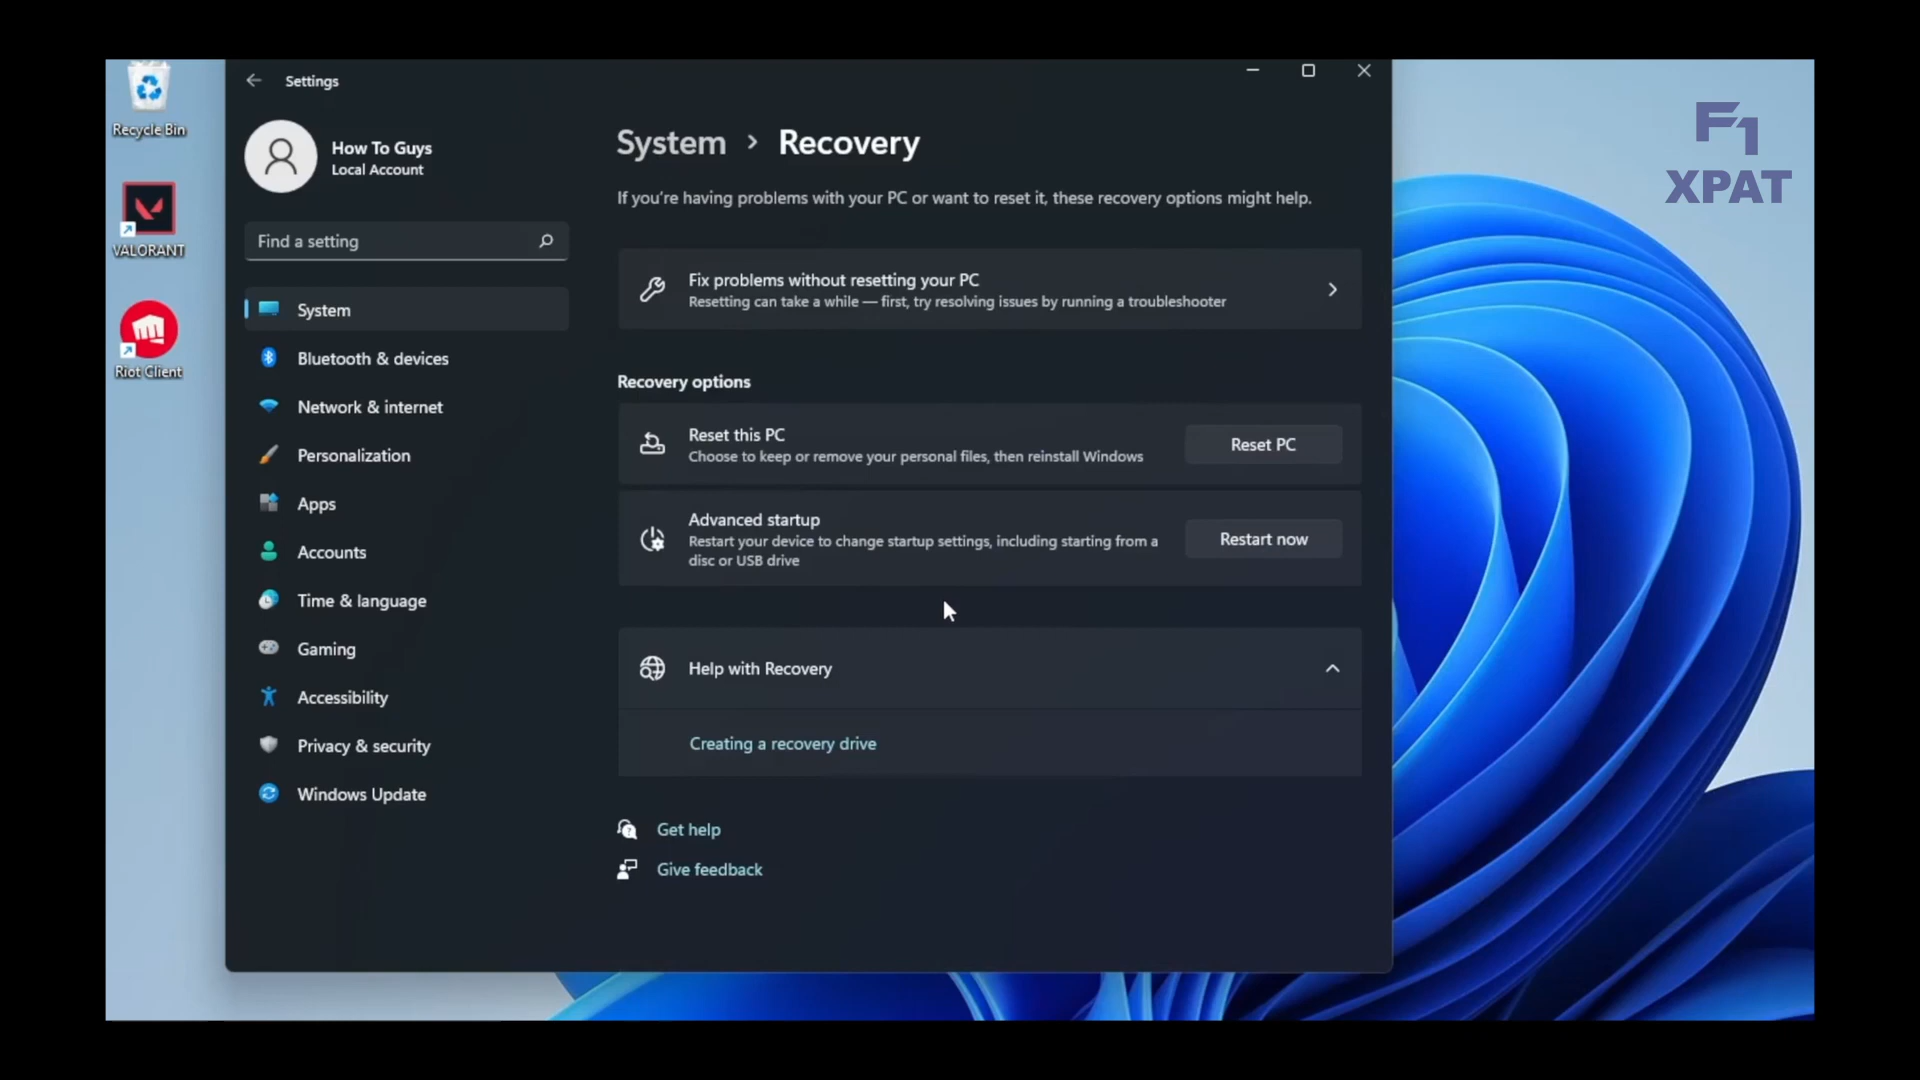 Recycle Bin
VALORANT
Riot Client
Settings
How To Guys
Local Account
Find a setting
System
Bluetooth & devices
Network & internet
Personalization
Apps
Accounts
Time & language
Gaming
Accessibility
Privacy & security
Windows Update
System > Recovery
If you're having problems with your PC or want to reset it, these recovery options might help.
Fix problems without resetting your PC
Resetting can take a while — first, try resolving issues by running a troubleshooter
Recovery options
Reset this PC
Choose to keep or remove your personal files, then reinstall Windows
Reset PC
Advanced startup
Restart your device to change startup settings, including starting from a
disc or USB drive
Restart now
Help with Recovery
Creating a recovery drive
Get help
Give feedback
F1
XPAT